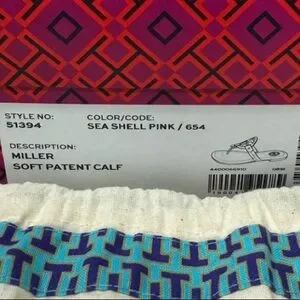 STYLE NO: COLOR/CODE:
51394 SEA SHELL PINK / 654
DESCRIPTION:
MILLER
SOFT PATENT CALF